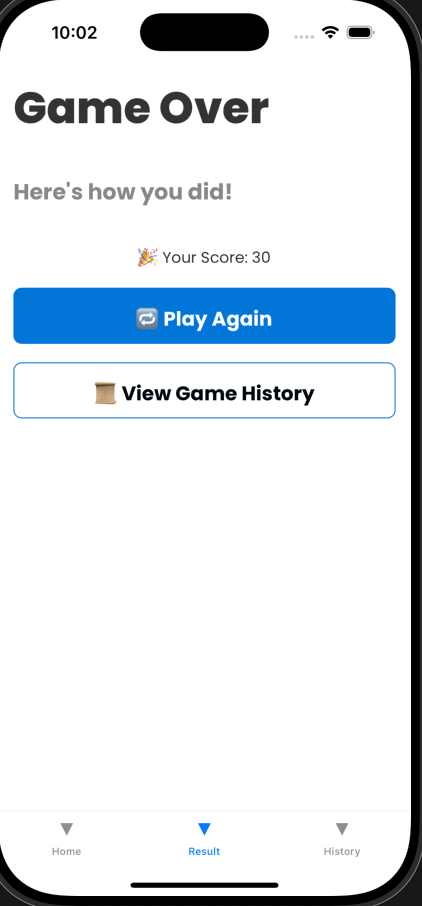 10:02
Game Over
Here's how you did!
🎉 Your Score: 30
🔁 Play Again
📜 View Game History
Home
Result
History